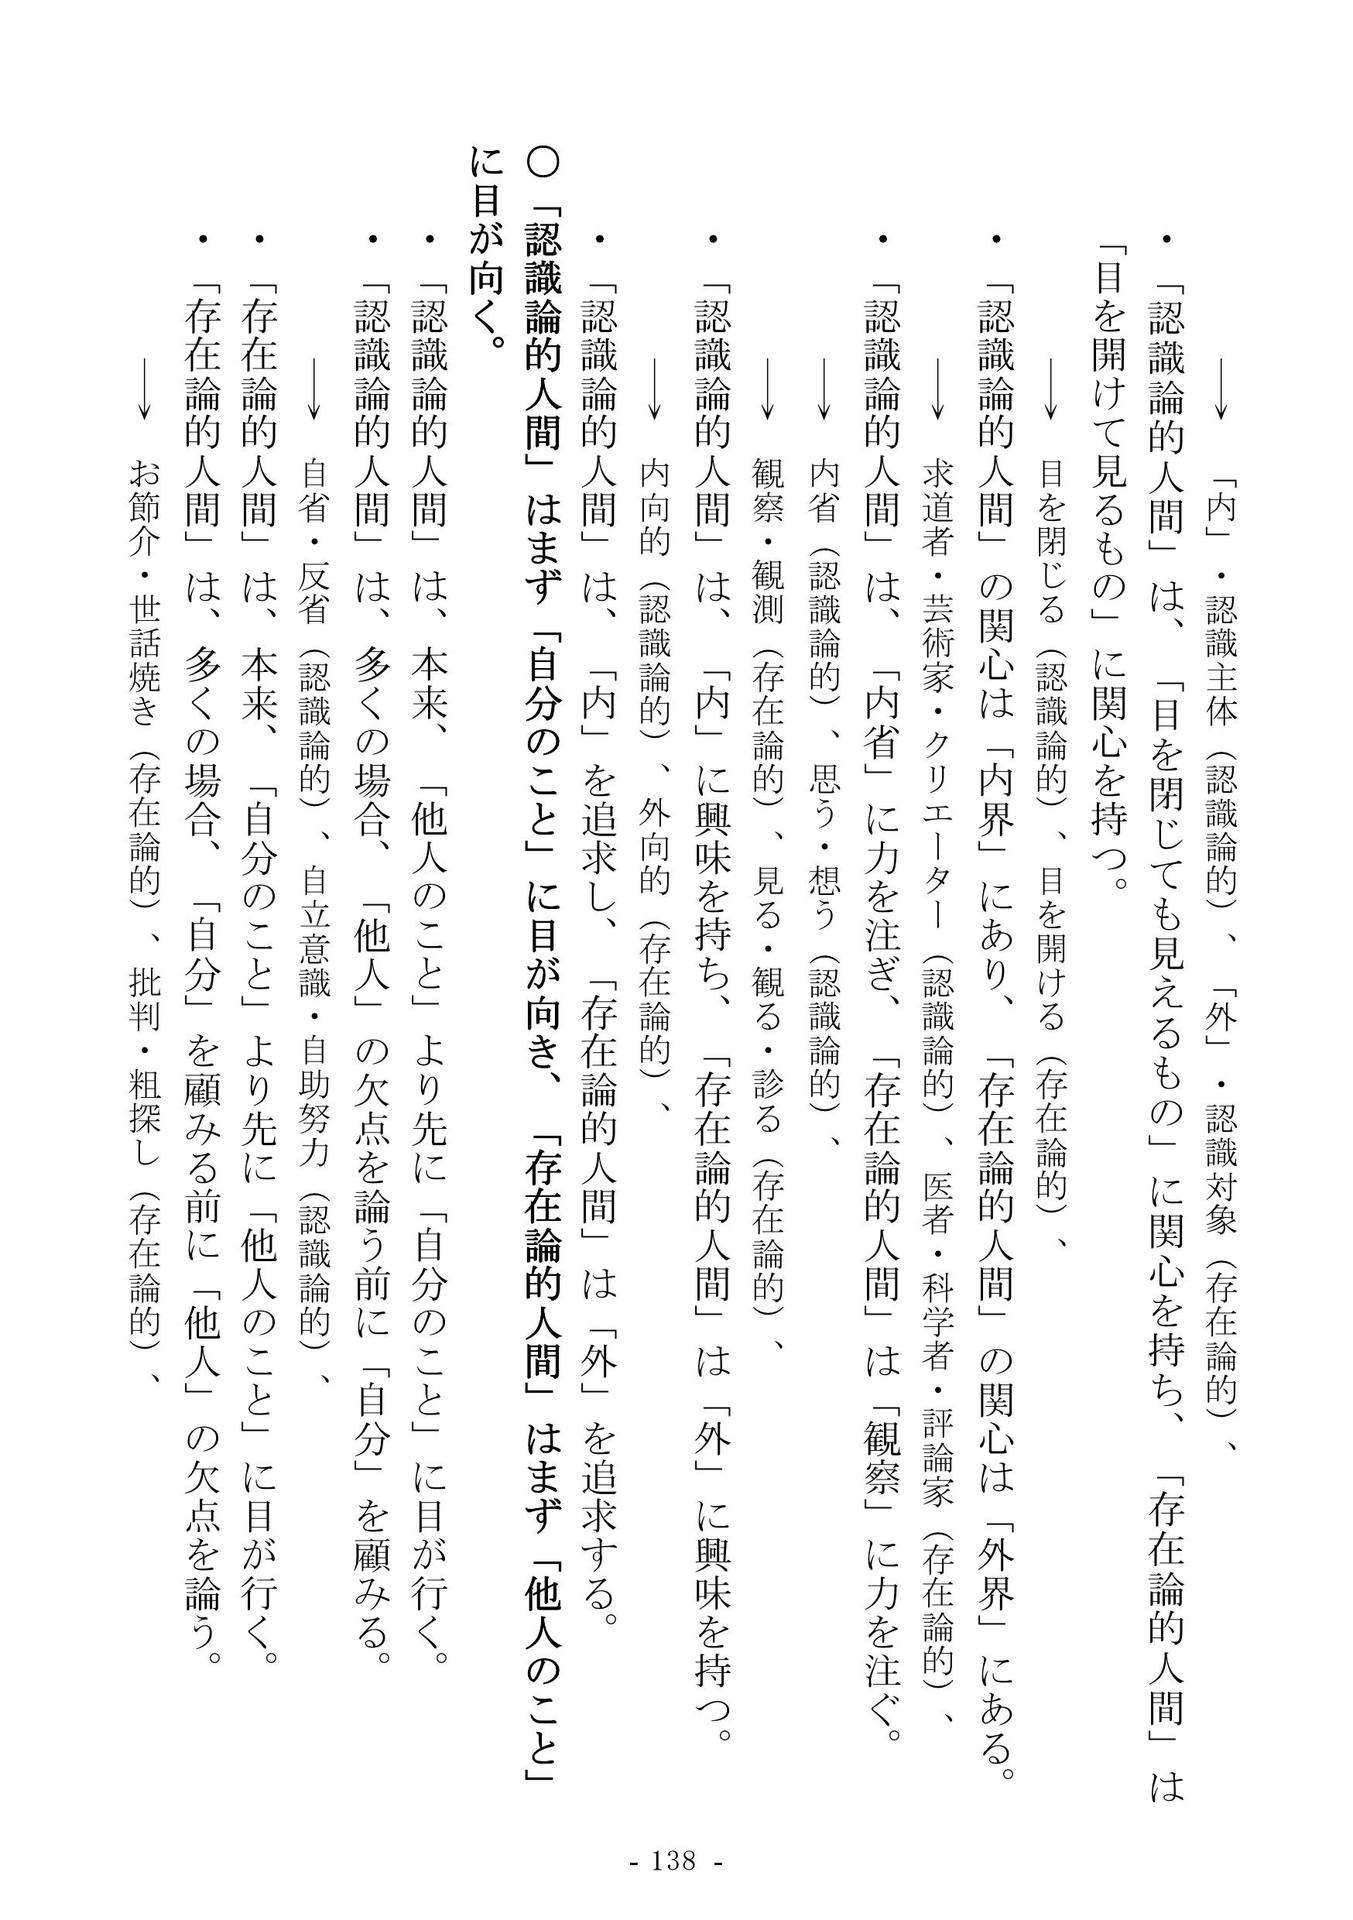 →　「内」・認識主体（認識論的）、「外」・認識対象（存在論的）、
・「認識論的人間」は、「目を閉じても見えるもの」に関心を持ち、「存在論的人間」は
「目を開けて見るもの」に関心を持つ。
→　目を閉じる（認識論的）、目を開ける（存在論的）、
・「認識論的人間」の関心は「内界」にあり、「存在論的人間」の関心は「外界」にある。
→　求道者・芸術家・クリエーター（認識論的）、医者・科学者・評論家（存在論的）、
・「認識論的人間」は、「内省」に力を注ぎ、「存在論的人間」は「観察」に力を注ぐ。
→　内省（認識論的）、思う・想う（認識論的）、
→　観察・観測（存在論的）、見る・観る・診る（存在論的）、
・「認識論的人間」は、「内」に興味を持ち、「存在論的人間」は「外」に興味を持つ。
→　内向的（認識論的）、外向的（存在論的）、
・「認識論的人間」は、「内」を追求し、「存在論的人間」は「外」を追求する。
〇「認識論的人間」はまず「自分のこと」に目が向き、「存在論的人間」はまず「他人のこと」
に目が向く。
・「認識論的人間」は、本来、「他人のこと」より先に「自分のこと」に目が行く。
・「認識論的人間」は、多くの場合、「他人」の欠点を論う前に「自分」を顧みる。
→　自省・反省（認識論的）、自立意識・自助努力（認識論的）、
・「存在論的人間」は、本来、「自分のこと」より先に「他人のこと」に目が行く。
・「存在論的人間」は、多くの場合、「自分」を顧みる前に「他人」の欠点を論う。
→　お節介・世話焼き（存在論的）、批判・粗探し（存在論的）、
- 138 -